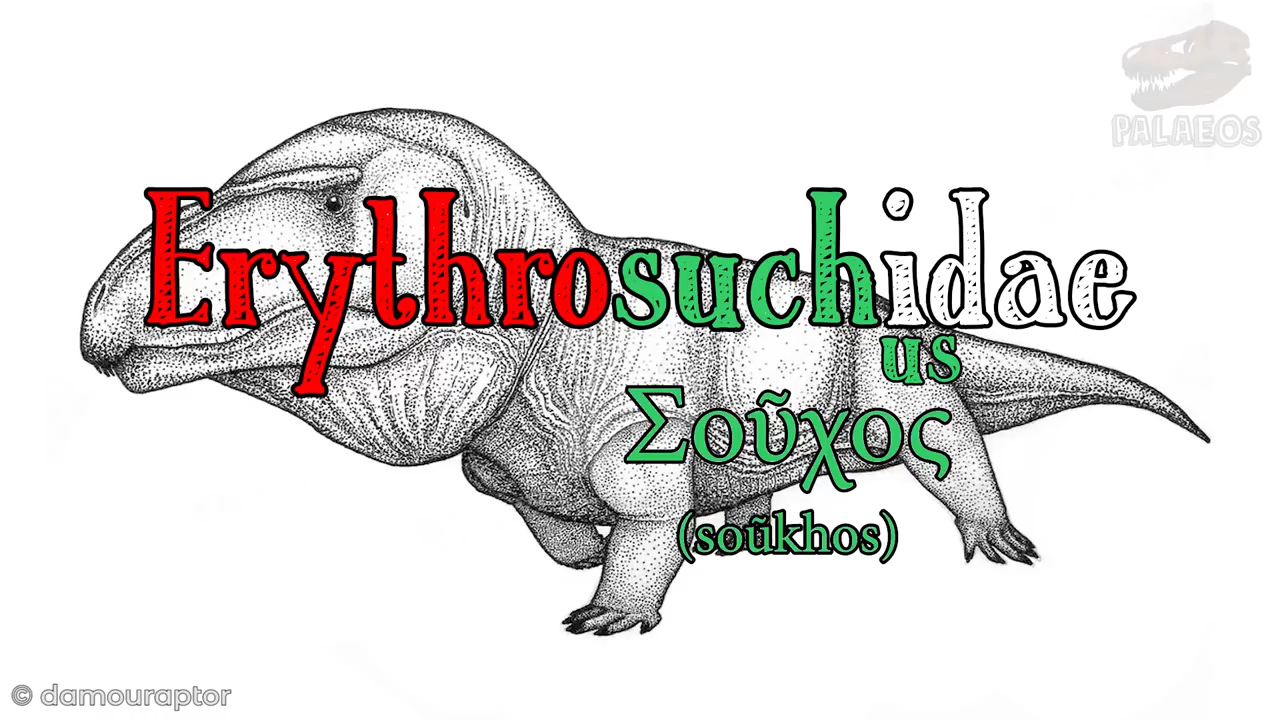 PALAEOS
Erythrosuchidae
us
Σοῦχος
(soũkhos)
© damouraptor